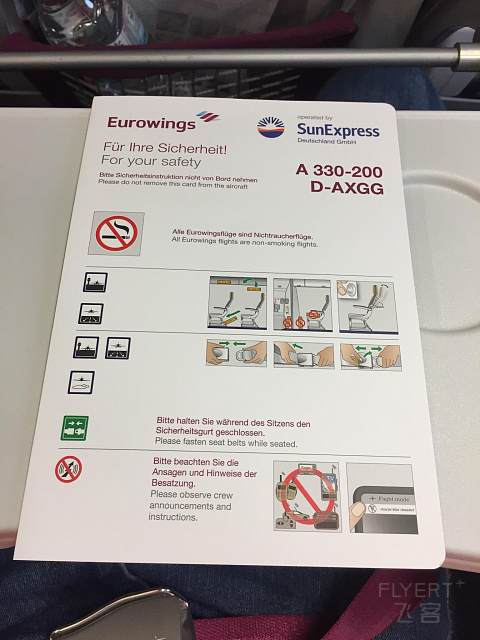 Eurowings
operated by
SunExpress
Deutschland GmbH
Für Ihre Sicherheit!
For your safety
A 330-200
D-AXGG
Bitte Sicherheitsinstruktion nicht von Bord nehmen
Please do not remove this card from the aircraft
Alle Eurowingsflüge sind Nichtraucherflüge.
All Eurowings flights are non-smoking flights.
Bitte halten Sie während des Sitzens den
Sicherheitsgurt geschlossen.
Please fasten seat belts while seated.
Bitte beachten Sie die
Ansagen und Hinweise der
Besatzung.
Please observe crew
announcements and
instructions.
Flight mode
FLYERT+
飞客